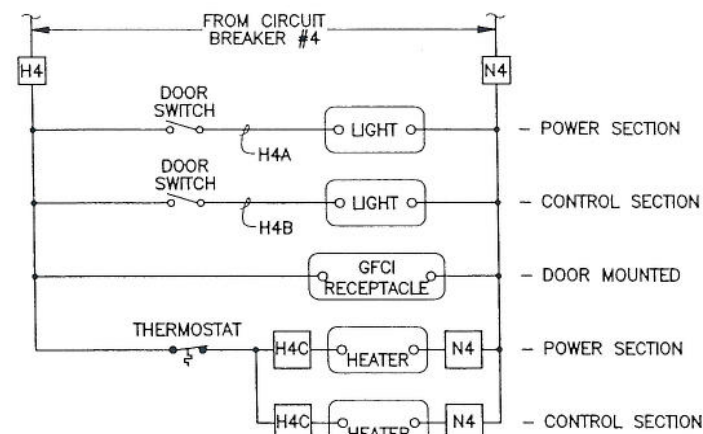 FROM CIRCUIT
BREAKER #4
H4
N4
DOOR
SWITCH
LIGHT
- POWER SECTION
H4A
DOOR
SWITCH
LIGHT
- CONTROL SECTION
H4B
GFCI
RECEPTACLE
- DOOR MOUNTED
THERMOSTAT
H4C
HEATER
N4
- POWER SECTION
H4C
HEATER
N4
- CONTROL SECTION